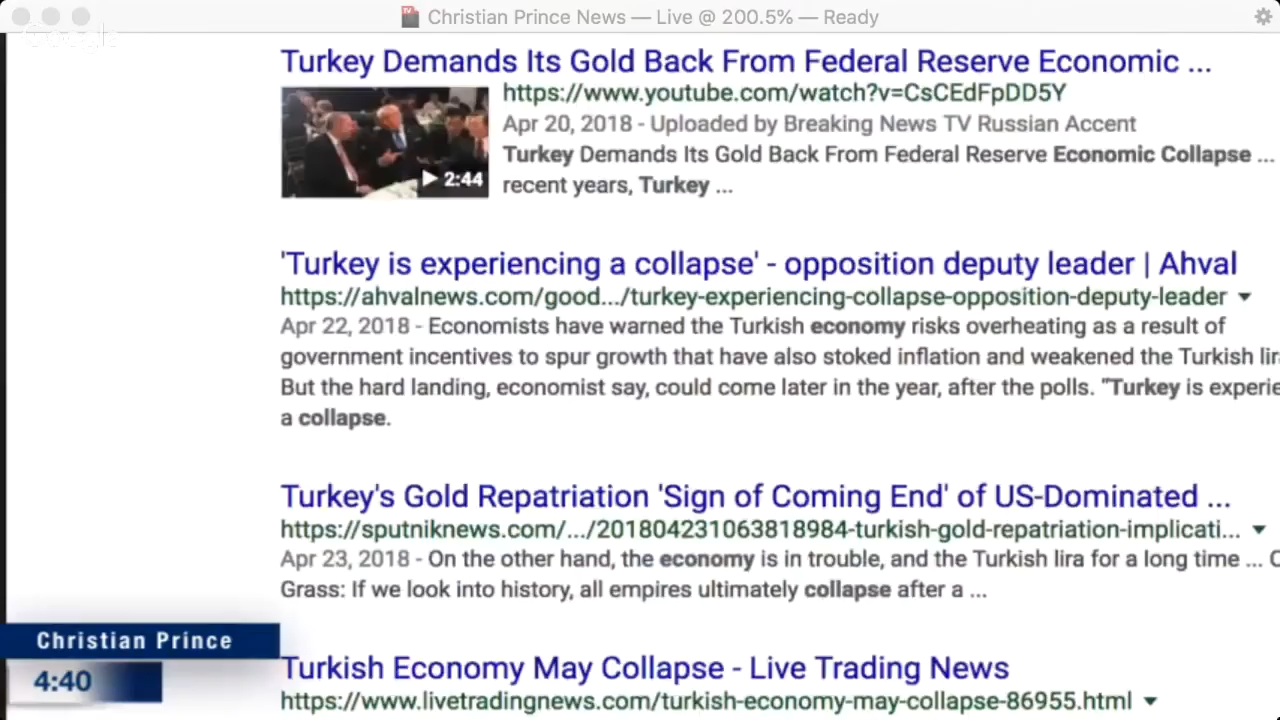 Christian Prince News — Live @ 200.5% — Ready
Google
Turkey Demands Its Gold Back From Federal Reserve Economic ...
https://www.youtube.com/watch?v=CsCEdFpDD5Y
Apr 20, 2018 - Uploaded by Breaking News TV Russian Accent
Turkey Demands Its Gold Back From Federal Reserve Economic Collapse ...
recent years, Turkey ...
2:44
'Turkey is experiencing a collapse' - opposition deputy leader | Ahval
https://ahvalnews.com/good.../turkey-experiencing-collapse-opposition-deputy-leader
Apr 22, 2018 - Economists have warned the Turkish economy risks overheating as a result of
government incentives to spur growth that have also stoked inflation and weakened the Turkish
But the hard landing, economist say, could come later in the year, after the polls. "Turkey is
a collapse.
Turkey's Gold Repatriation 'Sign of Coming End' of US-Dominated ...
https://sputniknews.com/.../201804231063818984-turkish-gold-repatriation-implicati...
Apr 23, 2018 - On the other hand, the economy is in trouble, and the Turkish lira for a long time ...
Grass: If we look into history, all empires ultimately collapse after a ...
Turkish Economy May Collapse - Live Trading News
https://www.livetradingnews.com/turkish-economy-may-collapse-86955.html
Christian Prince
4:40